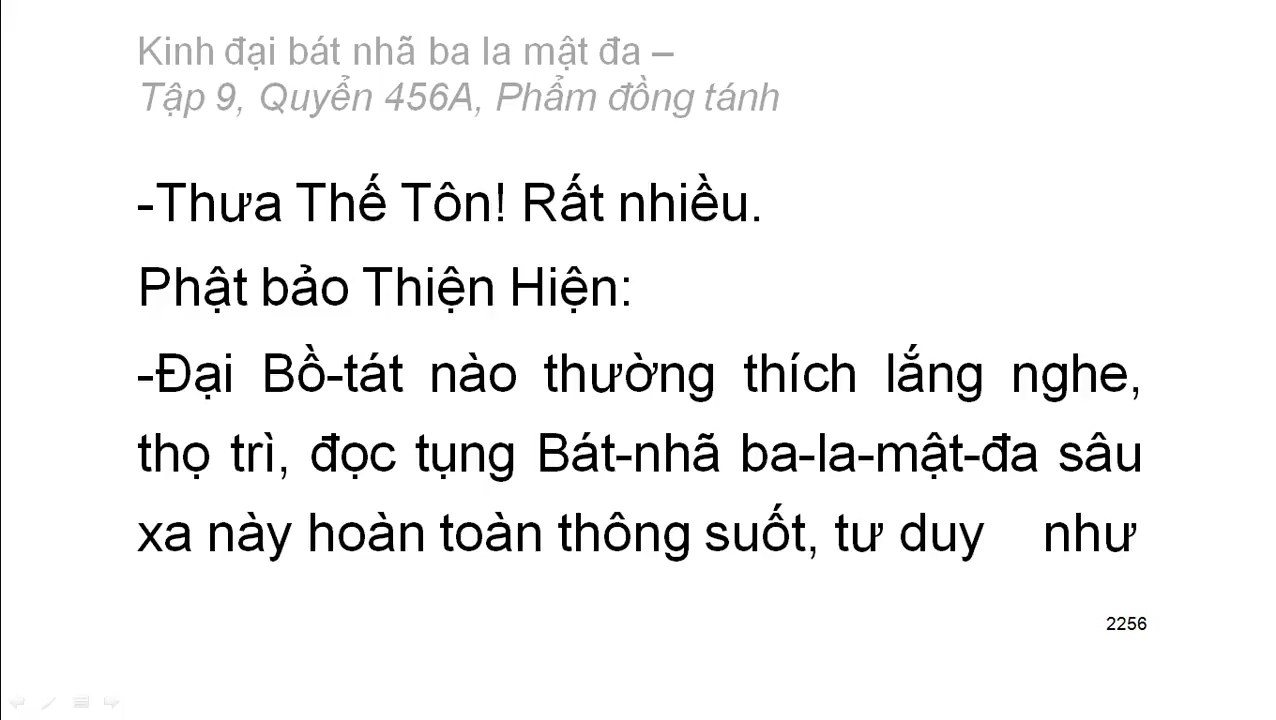 Kinh đại bát nhã ba la mật đa –
Tập 9, Quyển 456A, Phẩm đồng tánh
-Thưa Thế Tôn! Rất nhiều.
Phật bảo Thiện Hiện:
-Đại Bồ-tát nào thường thích lắng nghe,
thọ trì, đọc tụng Bát-nhã ba-la-mật-đa sâu
xa này hoàn toàn thông suốt, tư duy như
2256